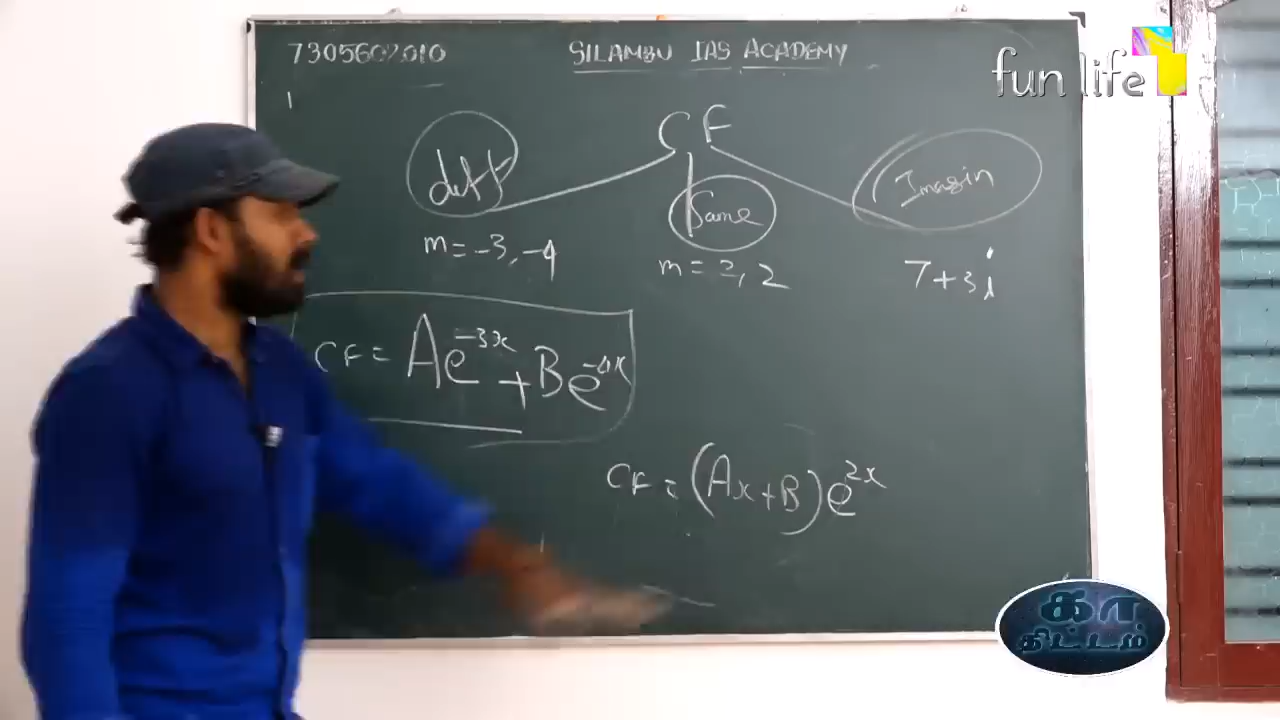 7305602010
SILAMBU IAS ACADEMY
fun life
CF
diff
Same
Imagin
m = -3, -4
m = 2, 2
7 + 3i
CF = Ae^-3x + Be^-4x
CF = (Ax + B) e^2x
கா
திட்டம்